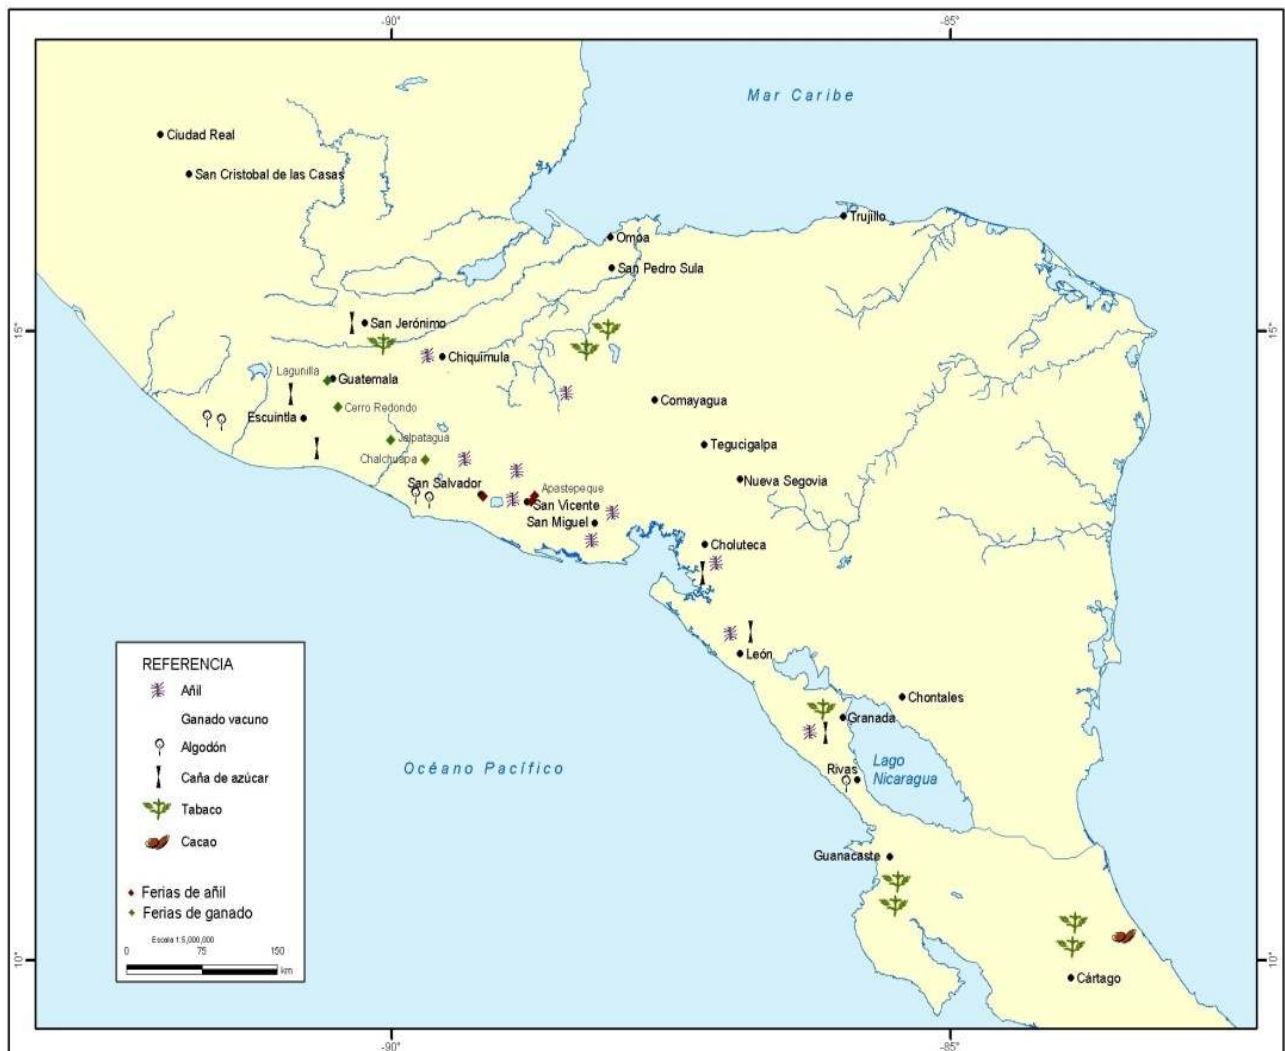 -90°
-85°
Mar Caribe
Ciudad Real
San Cristobal de las Casas
Trujillo
Omoa
San Pedro Sula
15°
San Jerónimo
15°
Chiquimula
Lagunilla
Guatemala
Cerro Redondo
Comayagua
Escuintla
Jalpatagua
Tegucigalpa
Chalchuapa
San Salvador
Apastepeque
Nueva Segovia
San Vicente
San Miguel
Choluteca
León
Chontales
Granada
Océano Pacífico
Rivas
Lago
Nicaragua
Guanacaste
Cártago
REFERENCIA
Añil
Ganado vacuno
Algodón
Caña de azúcar
Tabaco
Cacao
Ferias de añil
Ferias de ganado
Escala 1:5,000,000
0 75 150
km
10°
10°
-90°
-85°